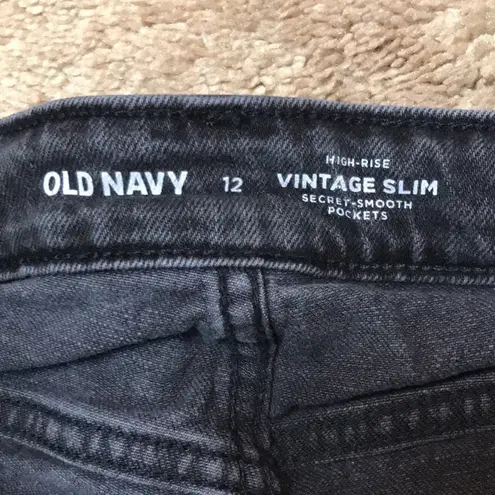 OLD NAVY 12
HIGH-RISE
VINTAGE SLIM
SECRET-SMOOTH
POCKETS